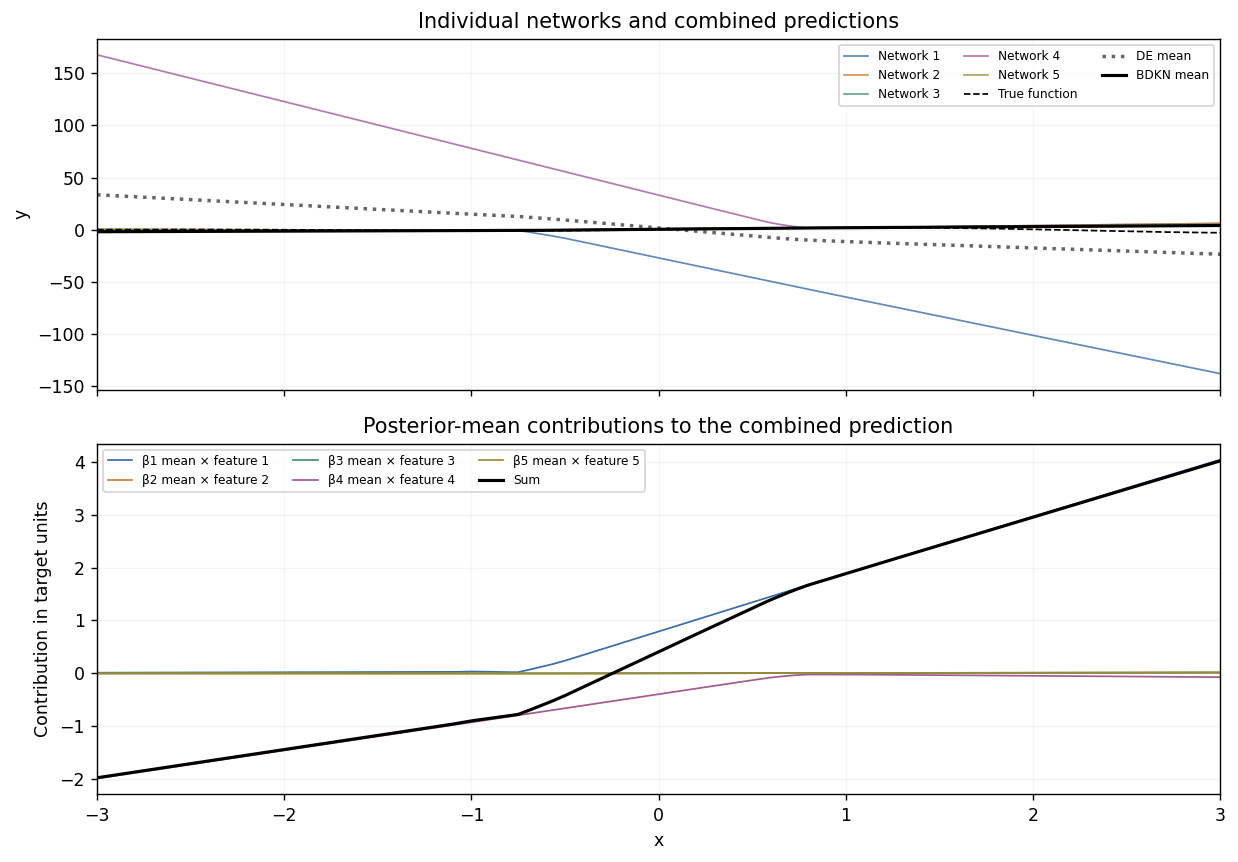 Individual networks and combined predictions
150
100
50
0
−50
−100
−150
y
Network 1
Network 2
Network 3
Network 4
Network 5
True function
DE mean
BDKN mean
Posterior-mean contributions to the combined prediction
4
3
2
1
0
−1
−2
Contribution in target units
β1 mean × feature 1
β2 mean × feature 2
β3 mean × feature 3
β4 mean × feature 4
β5 mean × feature 5
Sum
−3
−2
−1
0
1
2
3
x